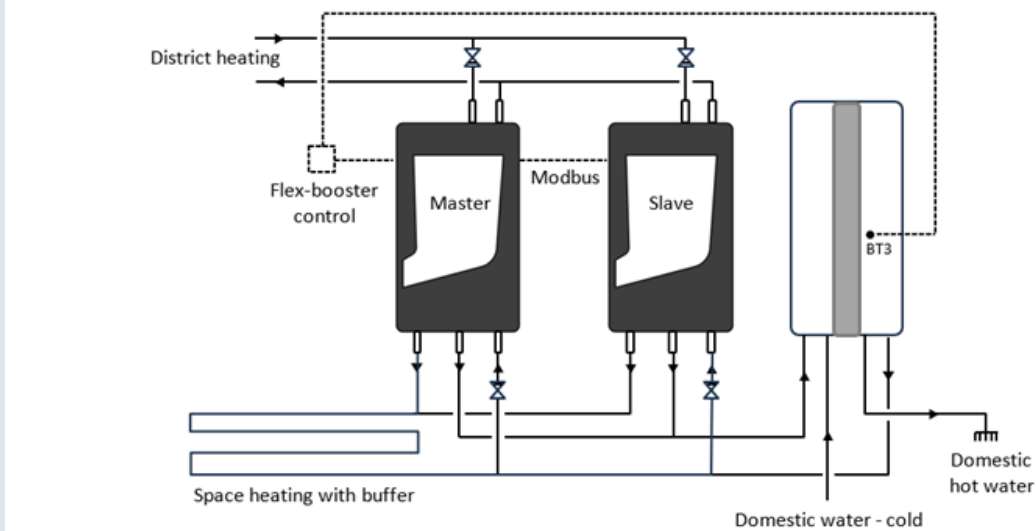 District heating
Flex-booster
control
Master
Modbus
Slave
BT3
Space heating with buffer
Domestic
hot water
Domestic water - cold